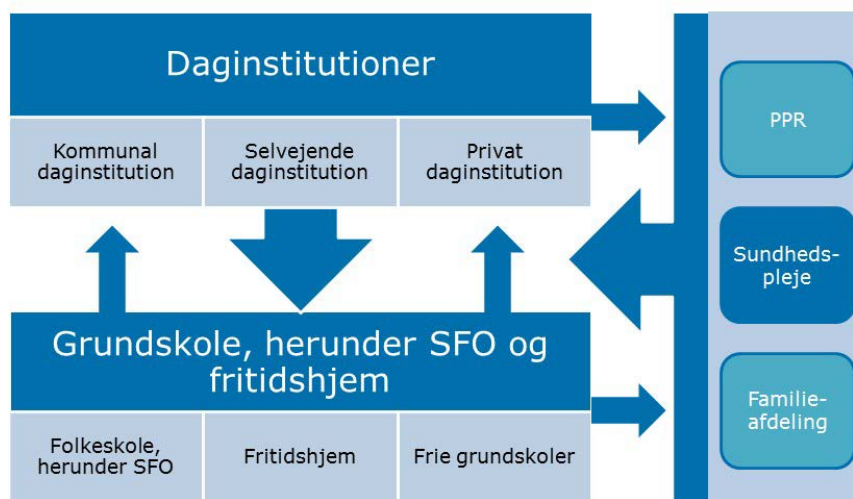 Daginstitutioner
Kommunal
daginstitution
Selvejende
daginstitution
Privat
daginstitution
Grundskole, herunder SFO og
fritidshjem
Folkeskole,
herunder SFO
Fritidshjem
Frie grundskoler
PPR
Sundheds-
pleje
Familie-
afdeling